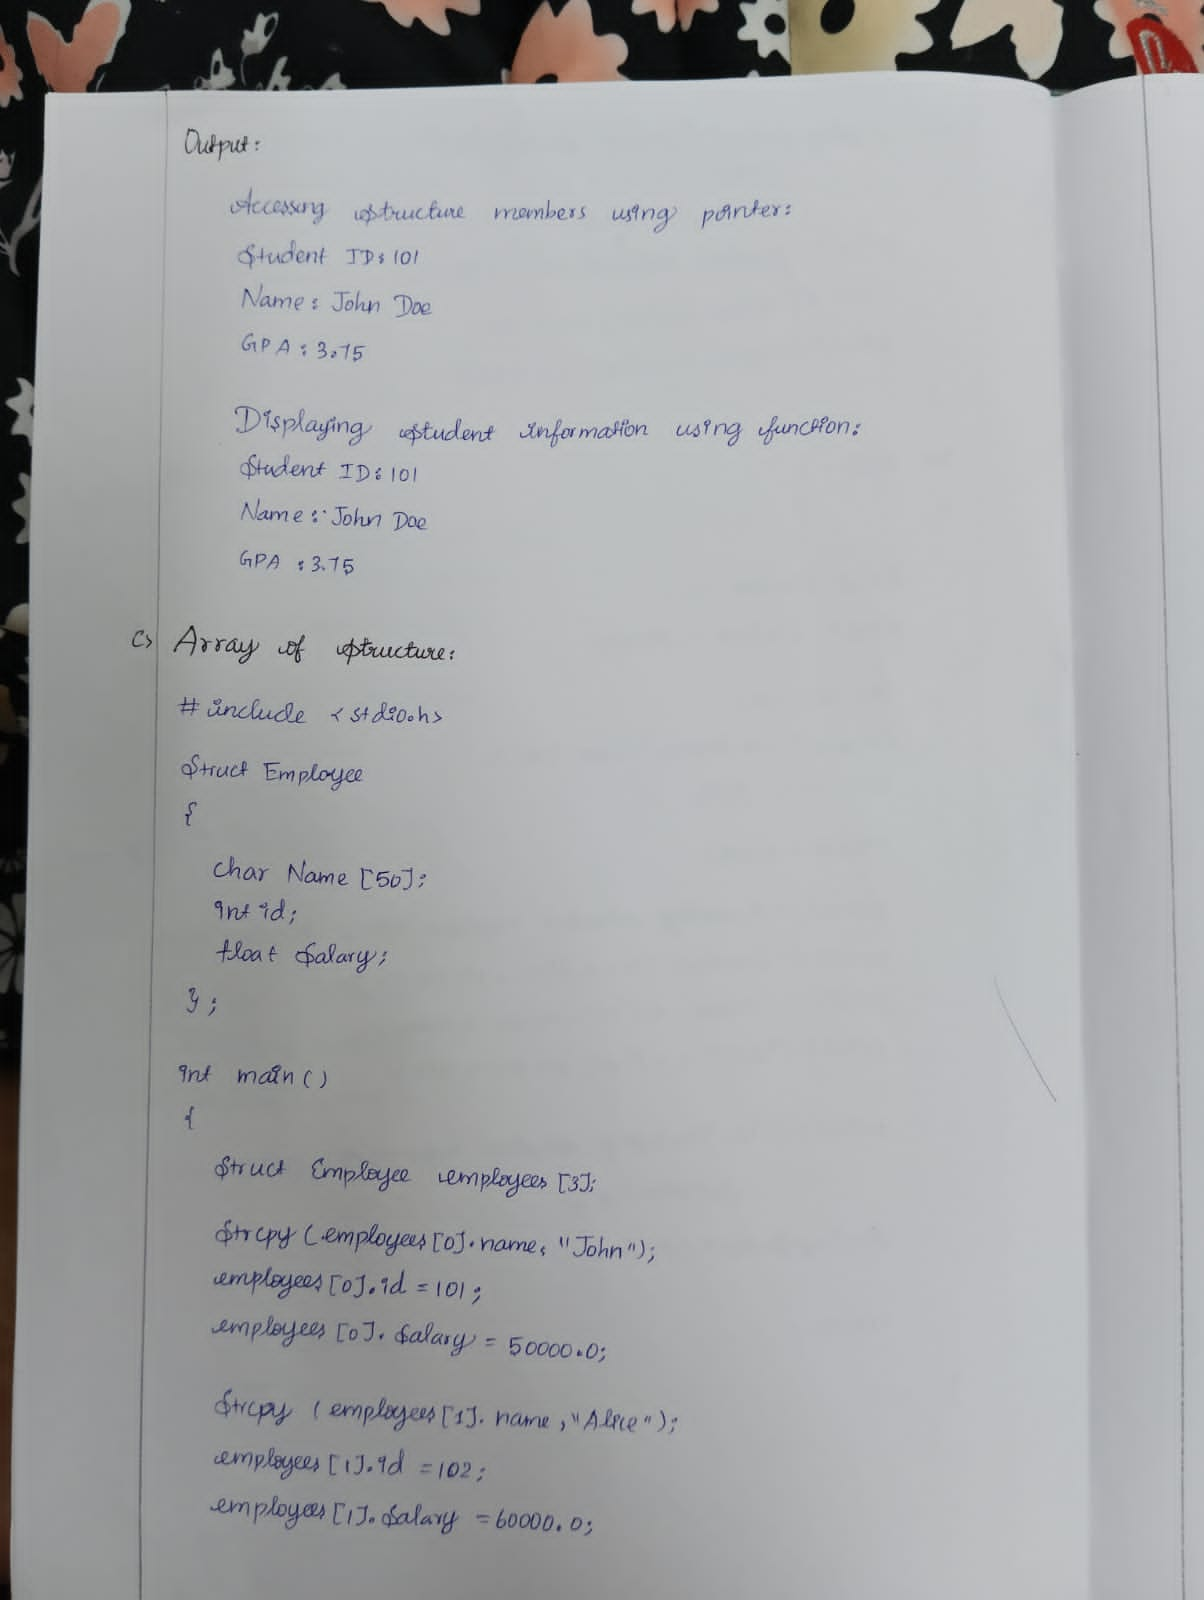 Output:
Accessing structure members using pointer:
Student ID: 101
Name: John Doe
GPA: 3.75
Displaying student information using function:
Student ID: 101
Name: John Doe
GPA : 3.75
c> Array of structure:
# include <stdio.h>
Struct Employee
{
char Name [50];
int id;
float Salary;
};
int main()
{
Struct Employee employees [3];
Strcpy (employees[0].name, "John");
employees[0].id = 101;
employees [0]. Salary = 50000.0;
Strcpy (employees[1]. name, "Alice");
employees [1].id = 102;
employees [1]. Salary = 60000.0;